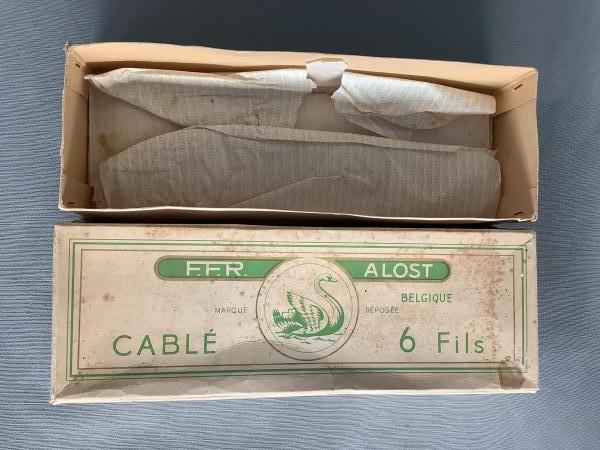 F.F.R. ALOST
BELGIQUE
MARQUE DÉPOSÉE
CABLÉ 6 Fils